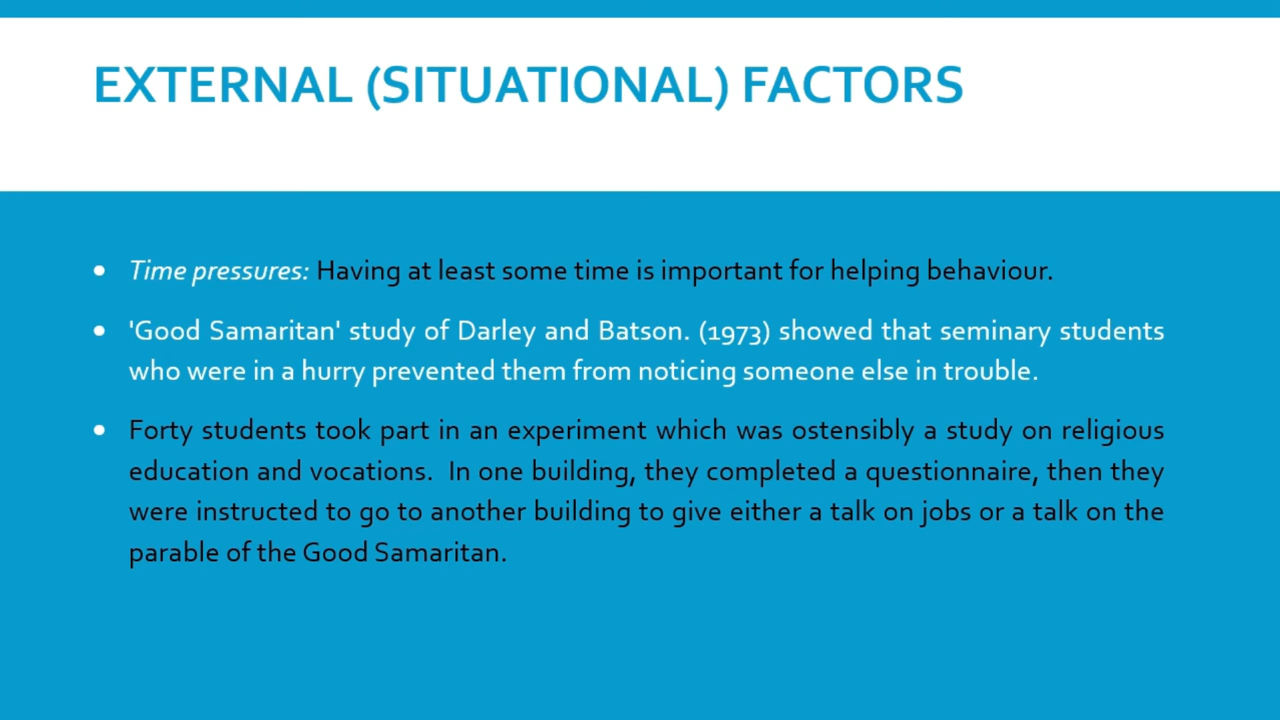 EXTERNAL (SITUATIONAL) FACTORS
• Time pressures: Having at least some time is important for helping behaviour.
• 'Good Samaritan' study of Darley and Batson. (1973) showed that seminary students
who were in a hurry prevented them from noticing someone else in trouble.
• Forty students took part in an experiment which was ostensibly a study on religious
education and vocations.  In one building, they completed a questionnaire, then they
were instructed to go to another building to give either a talk on jobs or a talk on the
parable of the Good Samaritan.